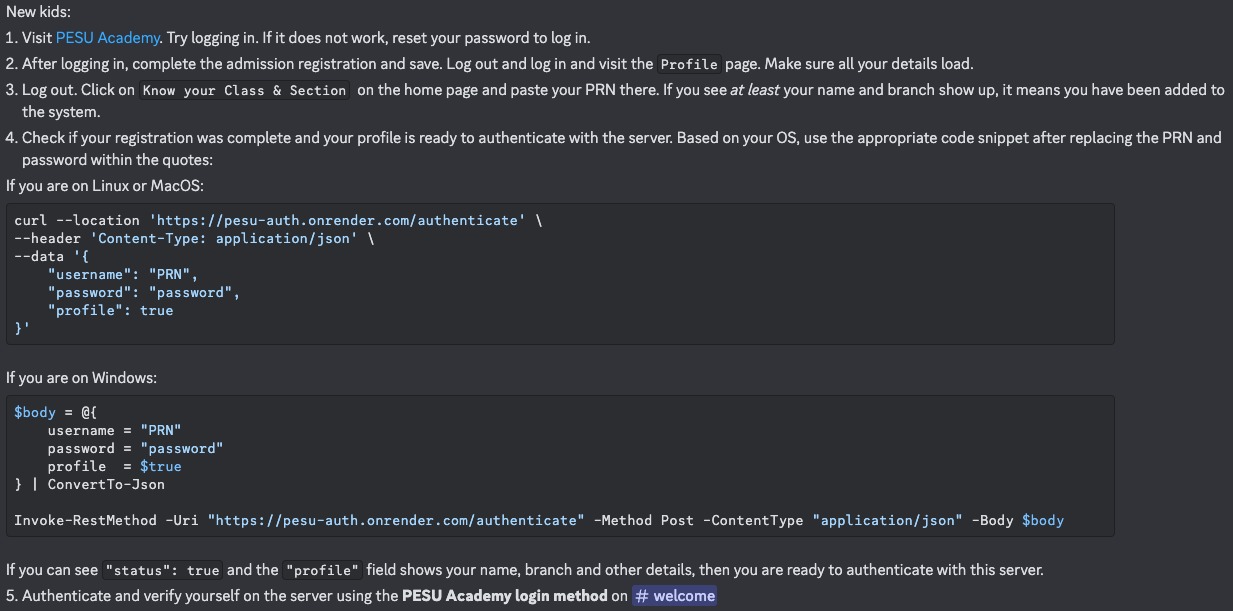 New kids:
1. Visit PESU Academy. Try logging in. If it does not work, reset your password to log in.
2. After logging in, complete the admission registration and save. Log out and log in and visit the Profile page. Make sure all your details load.
3. Log out. Click on Know your Class & Section on the home page and paste your PRN there. If you see at least your name and branch show up, it means you have been added to
the system.
4. Check if your registration was complete and your profile is ready to authenticate with the server. Based on your OS, use the appropriate code snippet after replacing the PRN and
password within the quotes:
If you are on Linux or MacOS:
curl --location 'https://pesu-auth.onrender.com/authenticate' \
--header 'Content-Type: application/json' \
--data '{
    "username": "PRN",
    "password": "password",
    "profile": true
}'
If you are on Windows:
$body = @{
    username = "PRN"
    password = "password"
    profile  = $true
} | ConvertTo-Json
Invoke-RestMethod -Uri "https://pesu-auth.onrender.com/authenticate" -Method Post -ContentType "application/json" -Body $body
If you can see "status": true and the "profile" field shows your name, branch and other details, then you are ready to authenticate with this server.
5. Authenticate and verify yourself on the server using the PESU Academy login method on # welcome